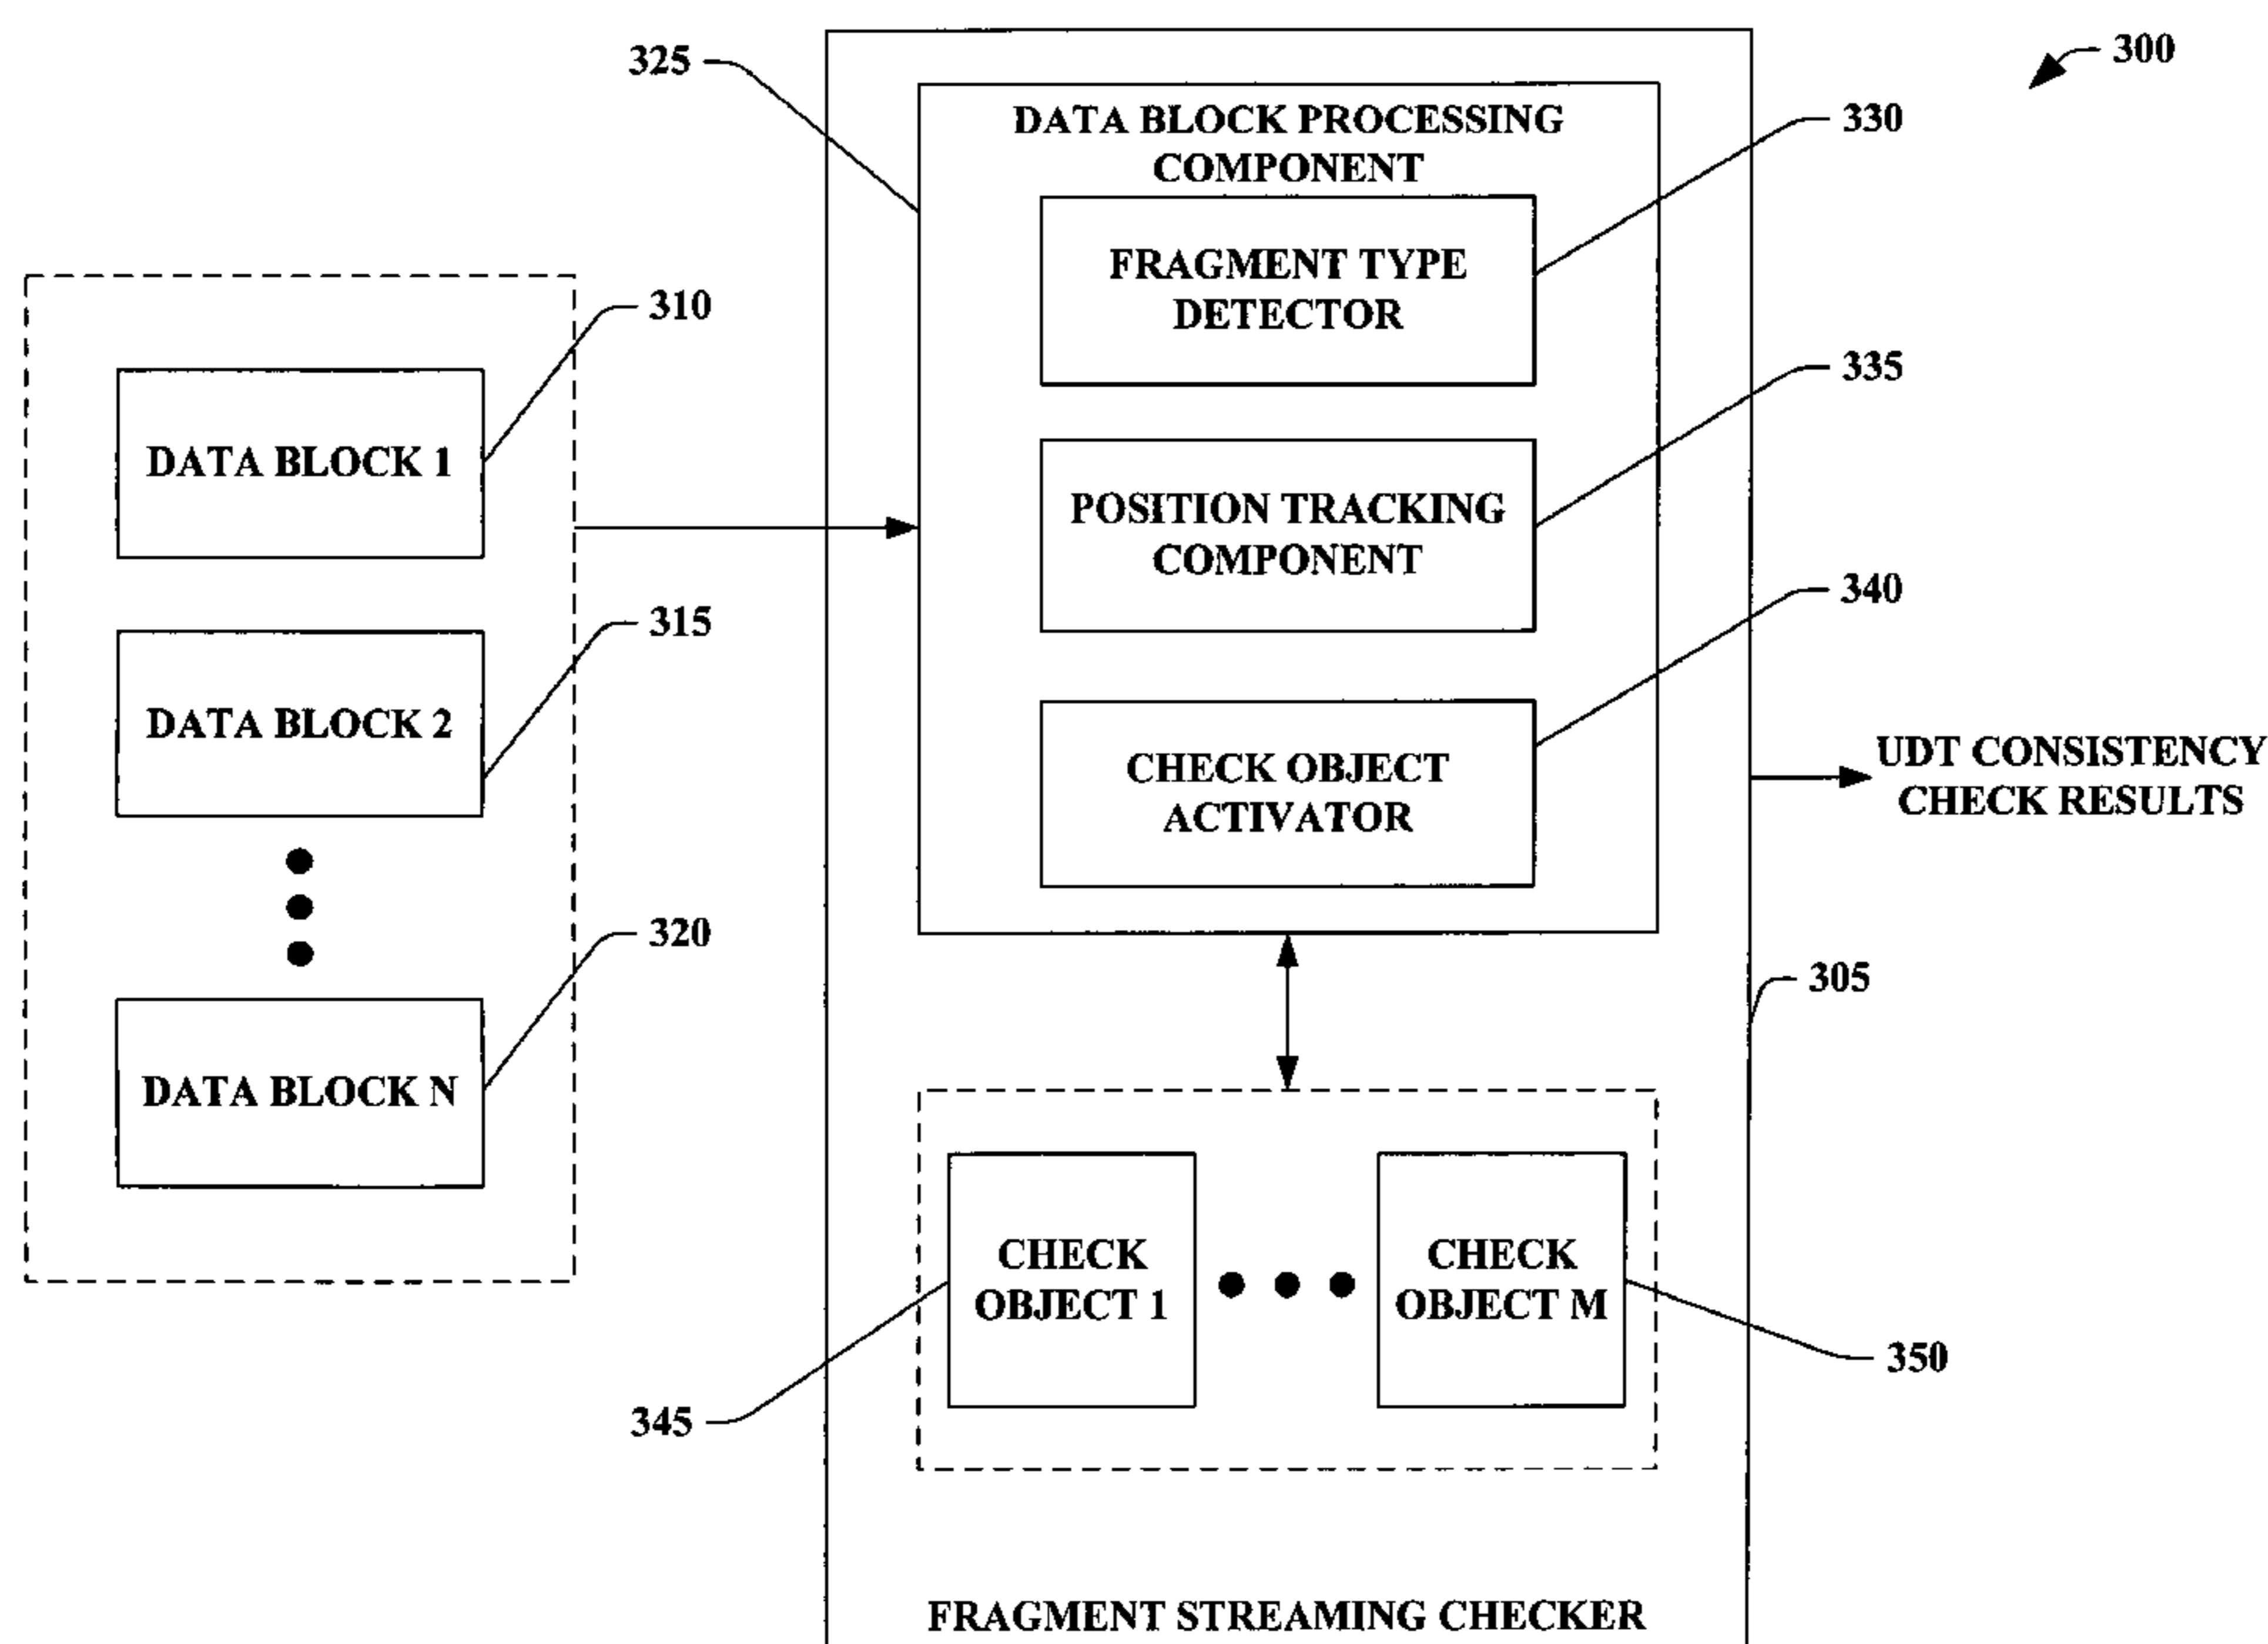 300
325
DATA BLOCK PROCESSING
COMPONENT
330
FRAGMENT TYPE
DETECTOR
310
335
DATA BLOCK 1
POSITION TRACKING
COMPONENT
340
315
DATA BLOCK 2
CHECK OBJECT
ACTIVATOR
UDT CONSISTENCY
CHECK RESULTS
320
305
DATA BLOCK N
CHECK
OBJECT 1
CHECK
OBJECT M
350
345
FRAGMENT STREAMING CHECKER